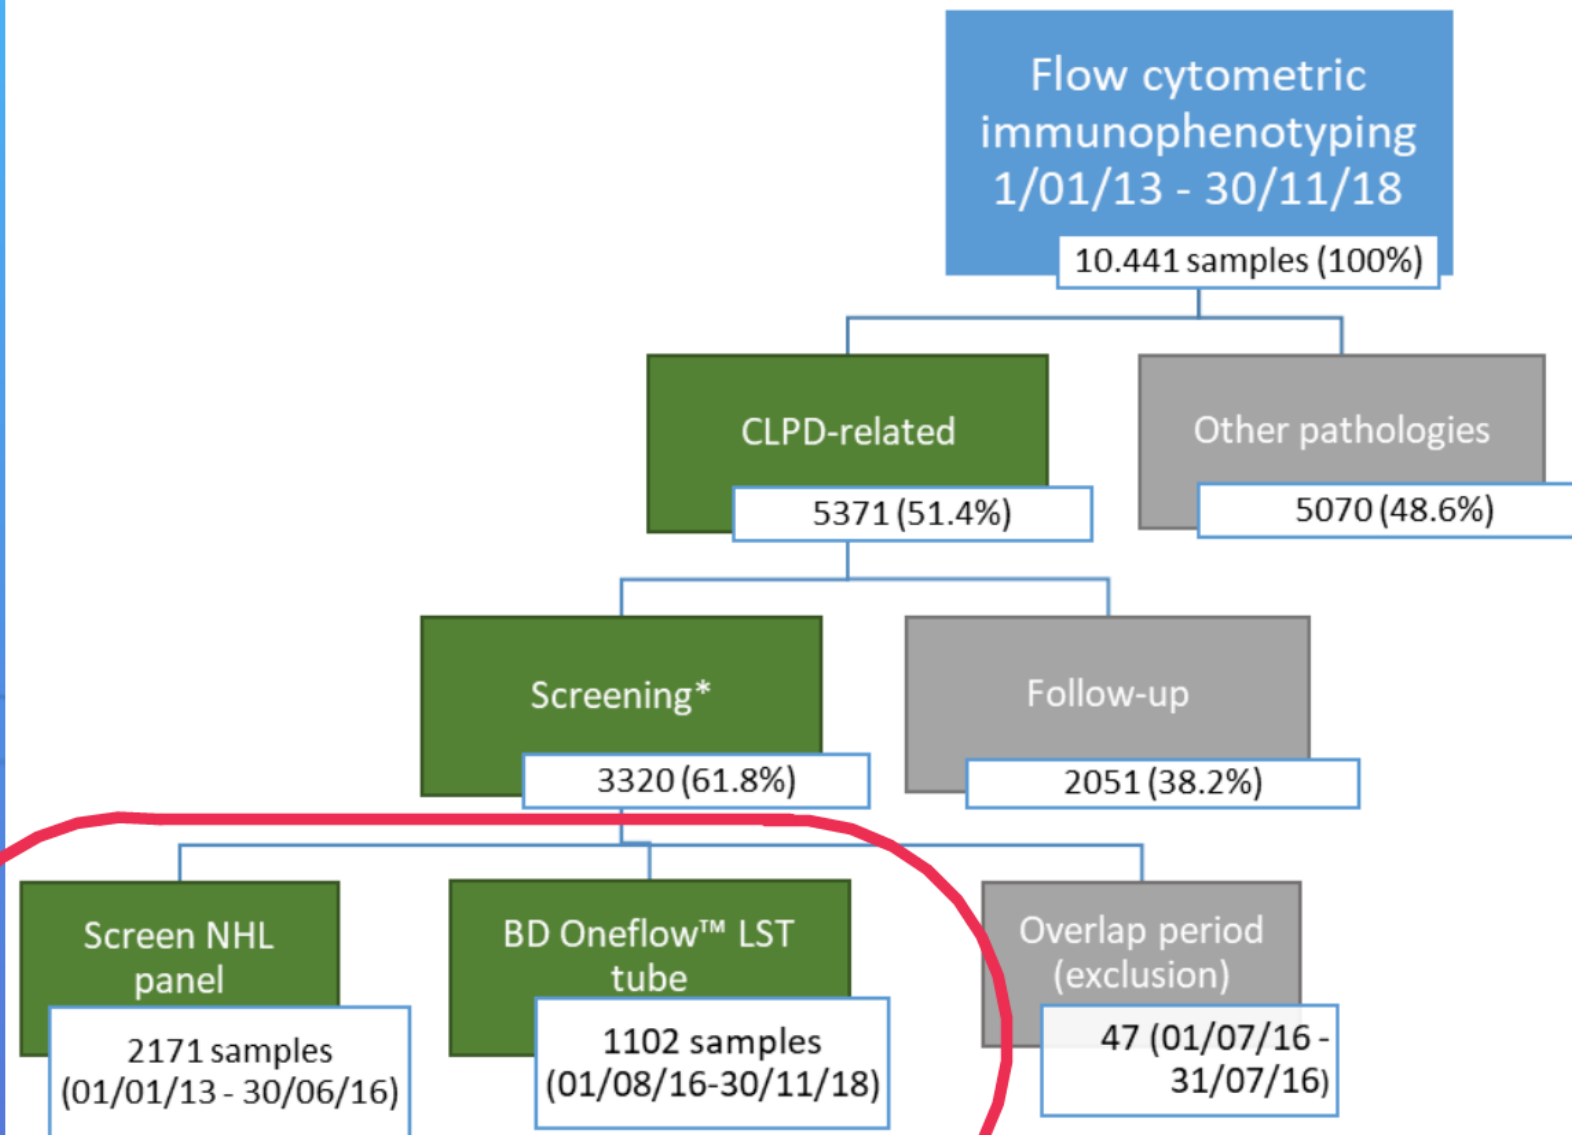 Flow cytometric
immunophenotyping
1/01/13 - 30/11/18
10.441 samples (100%)
CLPD-related
5371 (51.4%)
Other pathologies
5070 (48.6%)
Screening*
3320 (61.8%)
Follow-up
2051 (38.2%)
Screen NHL
panel
2171 samples
(01/01/13 - 30/06/16)
BD Oneflow™ LST
tube
1102 samples
(01/08/16-30/11/18)
Overlap period
(exclusion)
47 (01/07/16 -
31/07/16)